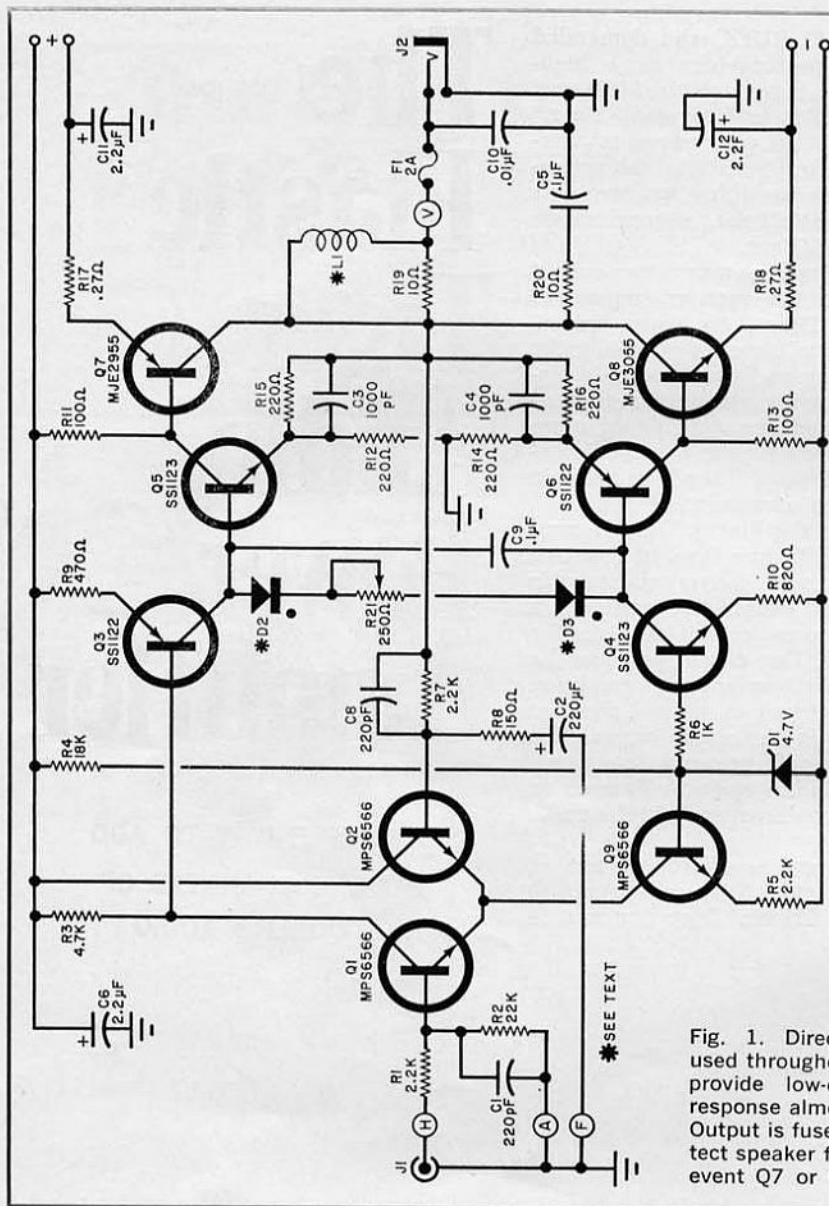 +
C11
2.2µF
J2
V
-
C12
+
2.2F
F1
2A
C10
.01µF
C5
.1µF
V
R17
.27Ω
*L1
R19
10Ω
R20
10Ω
R18
.27Ω
Q7
MJE2955
Q8
MJE3055
R11
100Ω
R15
220Ω
C3
1000
pF
C4
1000
pF
R16
220Ω
R13
100Ω
Q5
SS1123
R12
220Ω
R14
220Ω
Q6
SS1122
C9
.1µF
R9
470Ω
Q3
SS1122
*D2
R21
250Ω
*D3
Q4
SS1123
R10
820Ω
R4
18K
C8
220pF
R7
2.2K
R8
150Ω
C2
220µF
+
R6
1K
D1
4.7V
Q2
MPS6566
Q9
MPS6566
R3
4.7K
Q1
MPS6566
R5
2.2K
C6
2.2µF
+
R1
2.2K
R2
22K
C1
220pF
H
A
F
J1
*SEE TEXT
Fig. 1. Direc
used througho
provide low-
response almo
Output is fuse
tect speaker f
event Q7 or